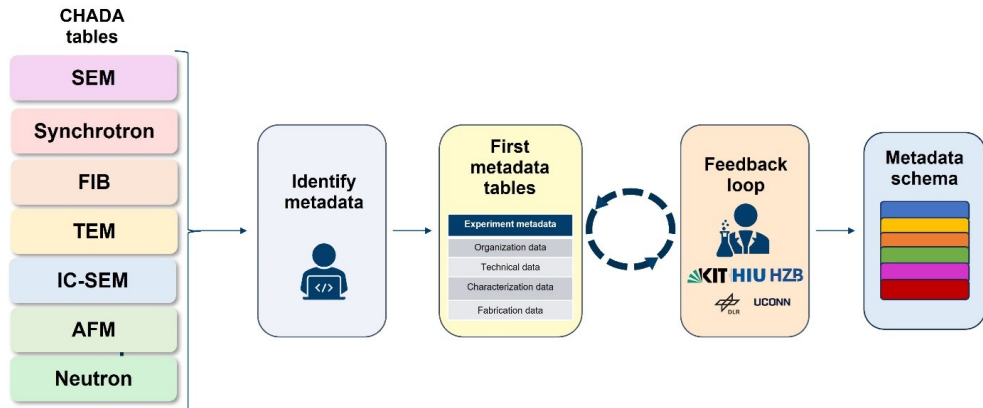 CHADA
tables
SEM
Synchrotron
FIB
TEM
IC-SEM
AFM
Neutron
Identify
metadata
</>
First
metadata
tables
Experiment metadata
Organization data
Technical data
Characterization data
Fabrication data
Feedback
loop
KIT HIU HZB
DLR UCONN
Metadata
schema